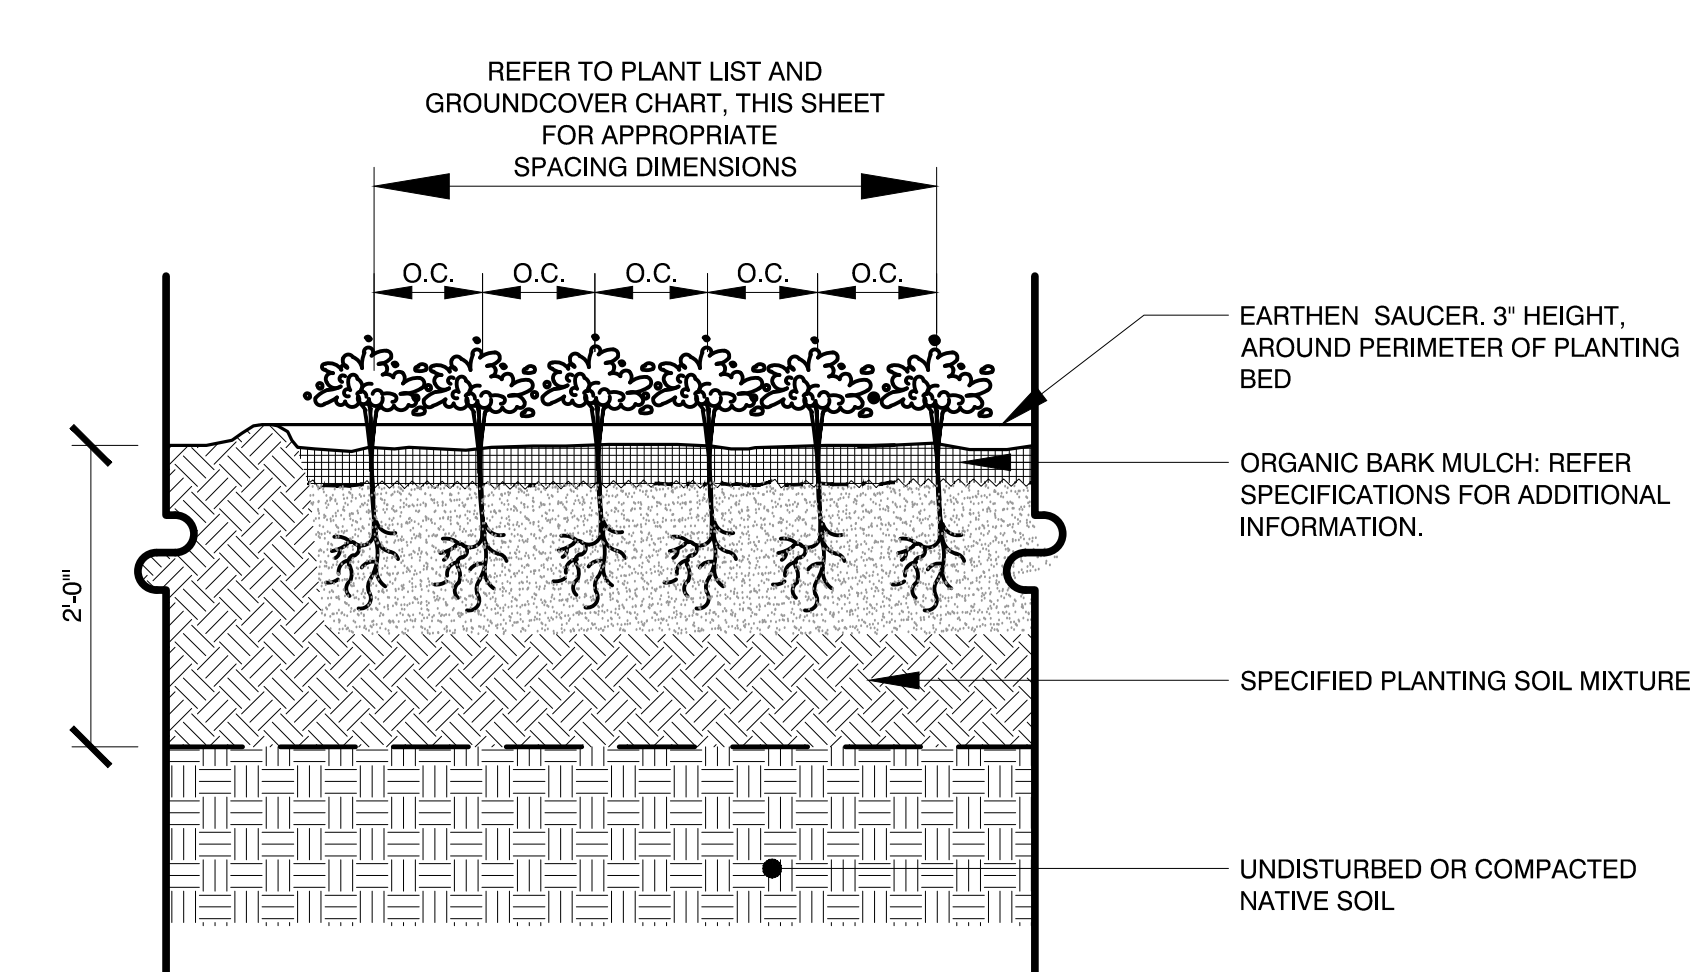 REFER TO PLANT LIST AND
GROUNDCOVER CHART, THIS SHEET
FOR APPROPRIATE
SPACING DIMENSIONS
O.C. O.C. O.C. O.C. O.C.
EARTHEN SAUCER. 3" HEIGHT,
AROUND PERIMETER OF PLANTING
BED
ORGANIC BARK MULCH: REFER
SPECIFICATIONS FOR ADDITIONAL
INFORMATION.
2'-0'"
SPECIFIED PLANTING SOIL MIXTURE
UNDISTURBED OR COMPACTED
NATIVE SOIL